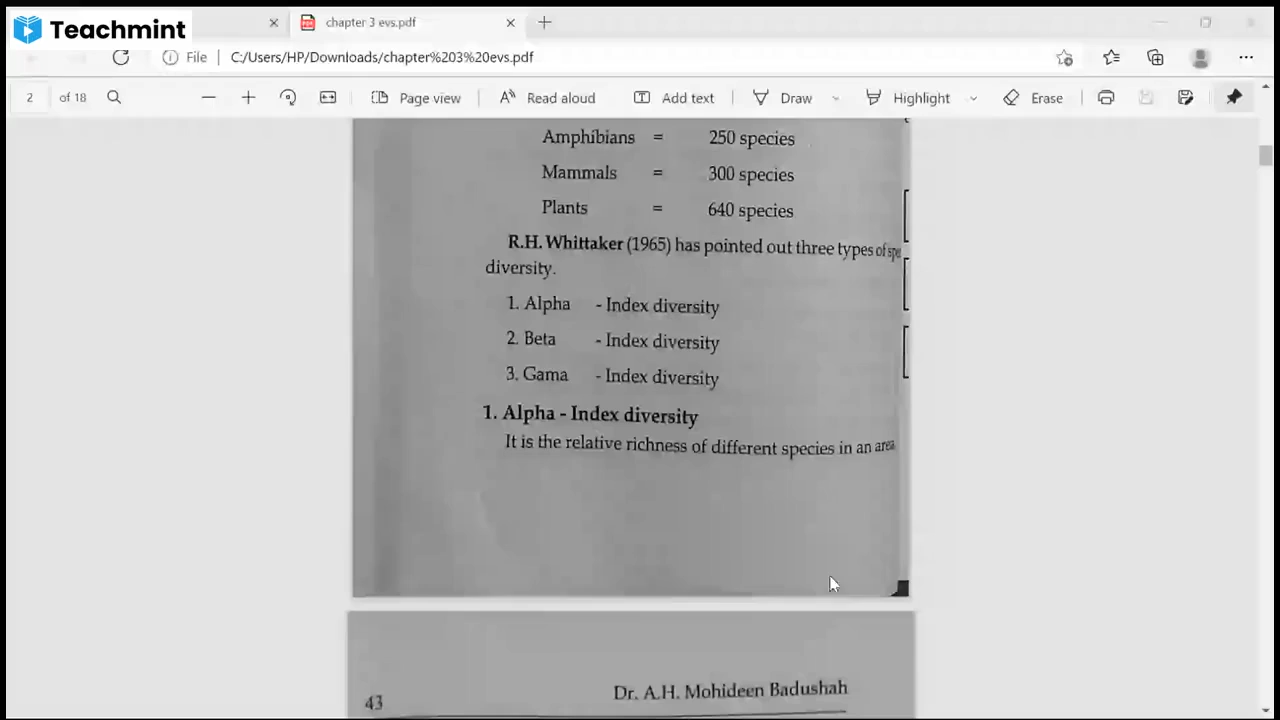 Teachmint
chapter 3 evs.pdf
File C:/Users/HP/Downloads/chapter%203%20evs.pdf
2 of 18 Page view Read aloud Add text Draw Highlight Erase
Amphibians = 250 species
Mammals = 300 species
Plants = 640 species
R.H. Whittaker (1965) has pointed out three types of
diversity.
1. Alpha - Index diversity
2. Beta - Index diversity
3. Gama - Index diversity
1. Alpha - Index diversity
It is the relative richness of different species in an area
Dr. A.H. Mohideen Badushah
43